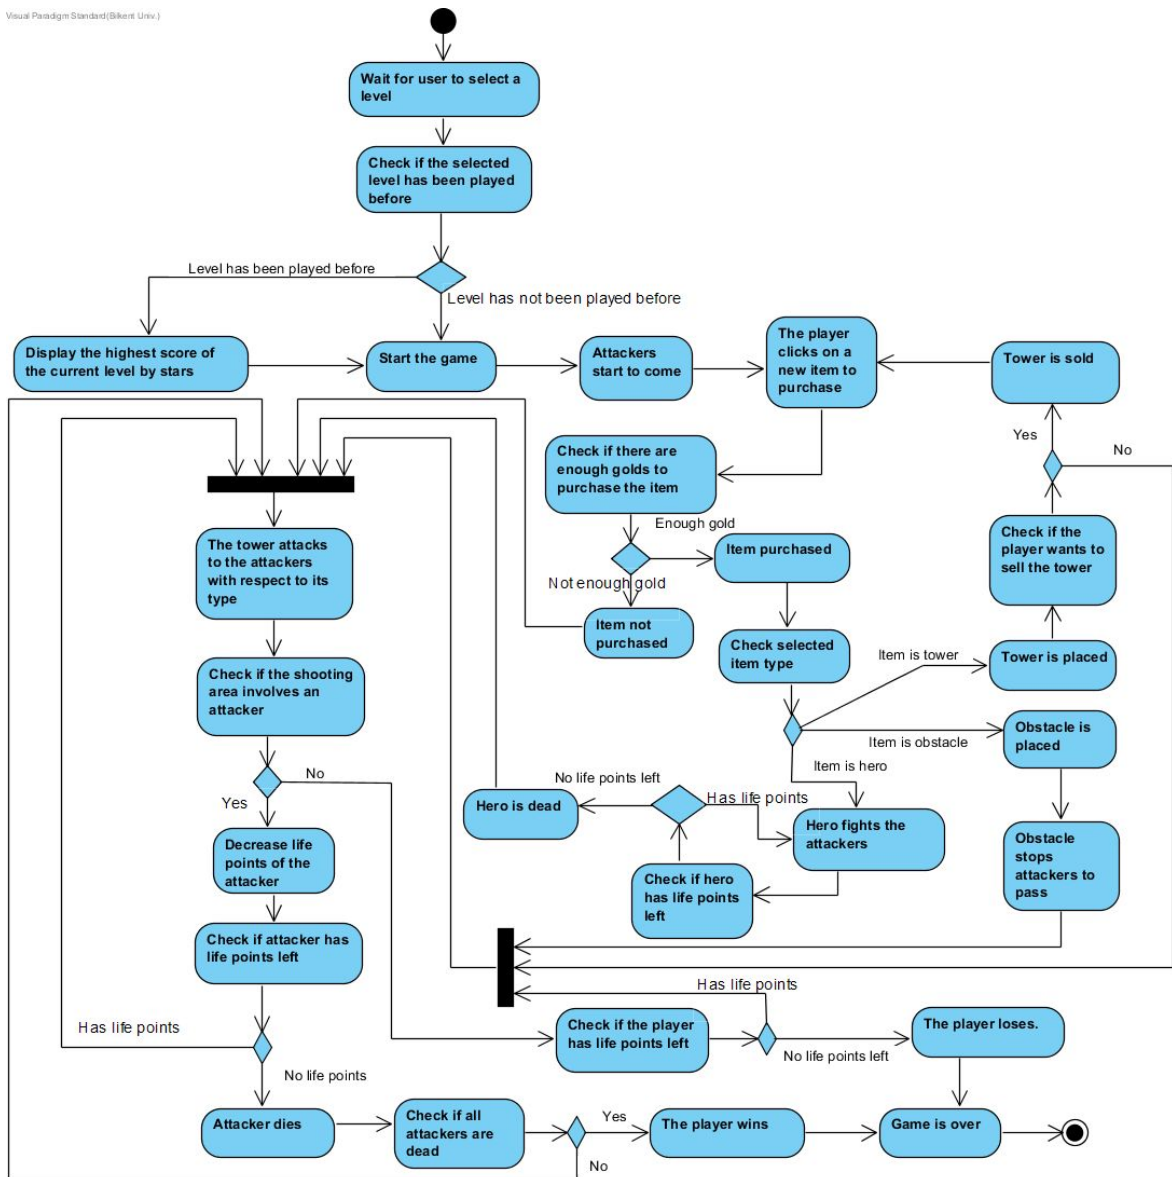 Visual Paradigm Standard(Bilkent Univ.)
Wait for user to select a
level
Check if the selected
level has been played
before
Level has been played before
Level has not been played before
Display the highest score of
the current level by stars
Start the game
Attackers
start to come
The player
clicks on a
new item to
purchase
Tower is sold
Yes
No
Check if there are
enough golds to
purchase the item
Enough gold
Not enough gold
Item purchased
Item not
purchased
Check if the
player wants to
sell the tower
The tower attacks
to the attackers
with respect to its
type
Check selected
item type
Item is tower
Tower is placed
Check if the shooting
area involves an
attacker
Item is obstacle
Obstacle is
placed
Item is hero
No
Yes
No life points left
Has life points
Hero is dead
Hero fights the
attackers
Decrease life
points of the
attacker
Check if hero
has life points
left
Obstacle
stops
attackers to
pass
Check if attacker has
life points left
Has life points
Has life points
Check if the player
has life points left
No life points left
The player loses.
No life points
Attacker dies
Check if all
attackers are
dead
Yes
No
The player wins
Game is over